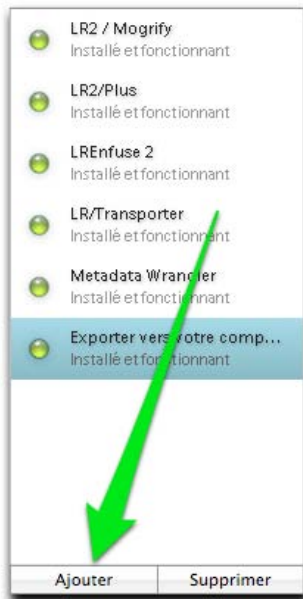 LR2 / Mogrify
Installé et fonctionnant
LR2/Plus
Installé et fonctionnant
LREnfuse 2
Installé et fonctionnant
LR/Transporter
Installé et fonctionnant
Metadata Wrangler
Installé et fonctionnant
Exporter vers votre comp...
Installé et fonctionnant
Ajouter
Supprimer